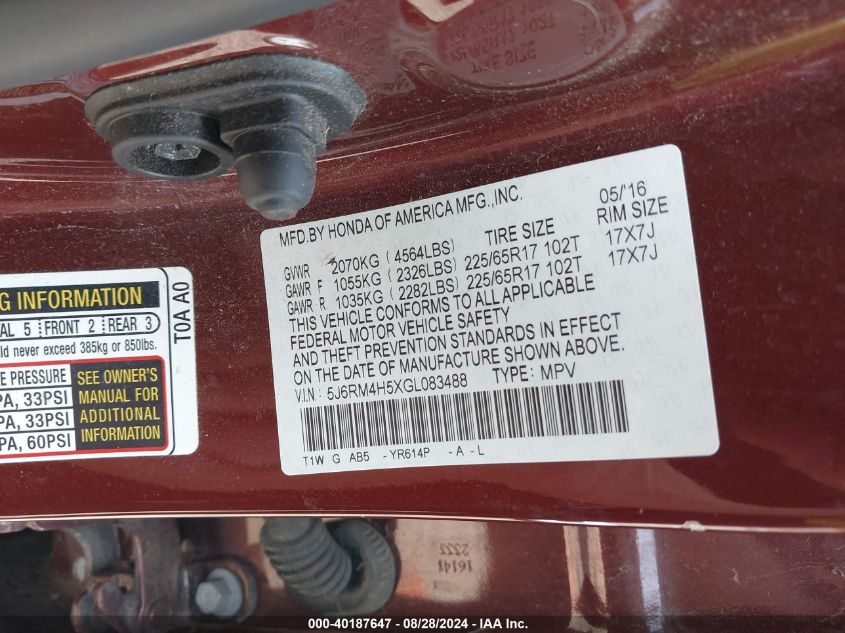 MFD.BY HONDA OF AMERICA MFG.,INC. 05/'16
GVWR 2070KG (4564LBS) TIRE SIZE RIM SIZE
GAWR F 1055KG (2326LBS) 225/65R17 102T 17X7J
GAWR R 1035KG (2282LBS) 225/65R17 102T 17X7J
THIS VEHICLE CONFORMS TO ALL APPLICABLE
FEDERAL MOTOR VEHICLE SAFETY
AND THEFT PREVENTION STANDARDS IN EFFECT
ON THE DATE OF MANUFACTURE SHOWN ABOVE.
V.I.N: 5J6RM4H5XGL083488 TYPE: MPV
T1W G AB5 -YR614P -A-L
G INFORMATION
AL 5 FRONT 2 REAR 3
ld never exceed 385kg or 850lbs.
E PRESSURE
PA, 33PSI
PA, 33PSI
PA, 60PSI
SEE OWNER'S
MANUAL FOR
ADDITIONAL
INFORMATION
T0A A0
000-40187647 - 08/28/2024 - IAA Inc.